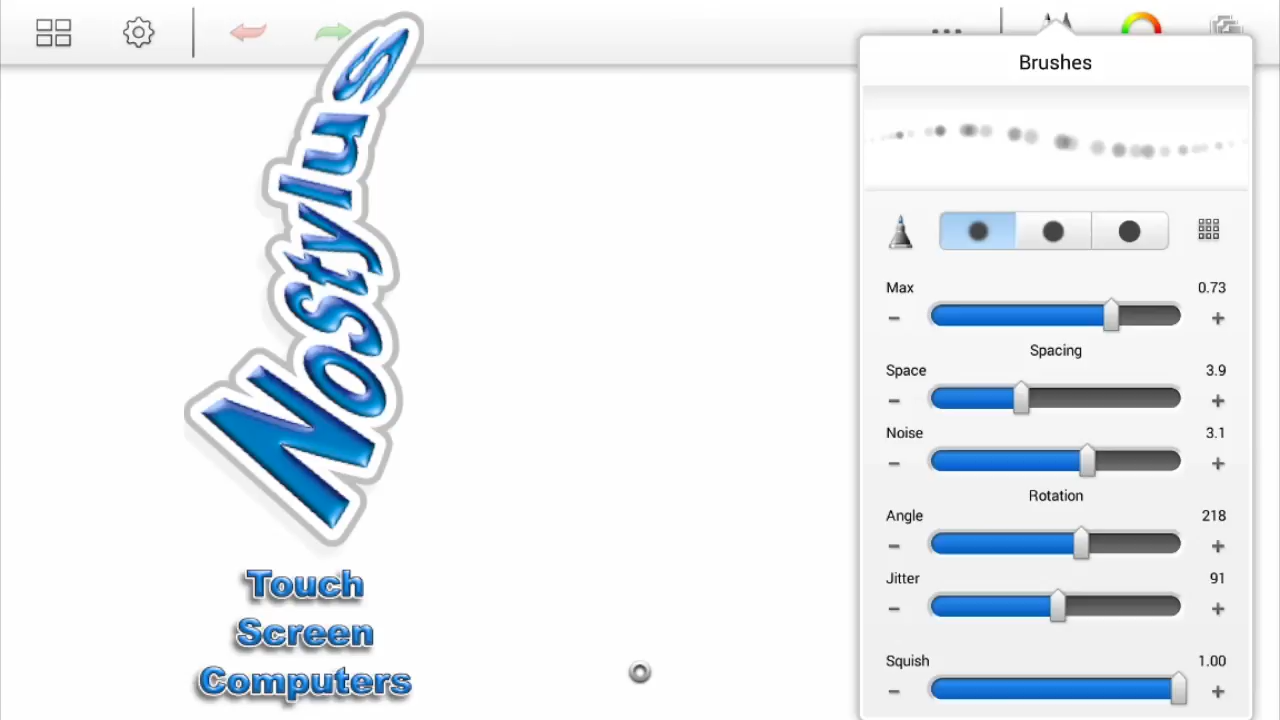 Nostylus
Touch
Screen
Computers
Brushes
Max 0.73
Spacing
Space 3.9
Noise 3.1
Rotation
Angle 218
Jitter 91
Squish 1.00